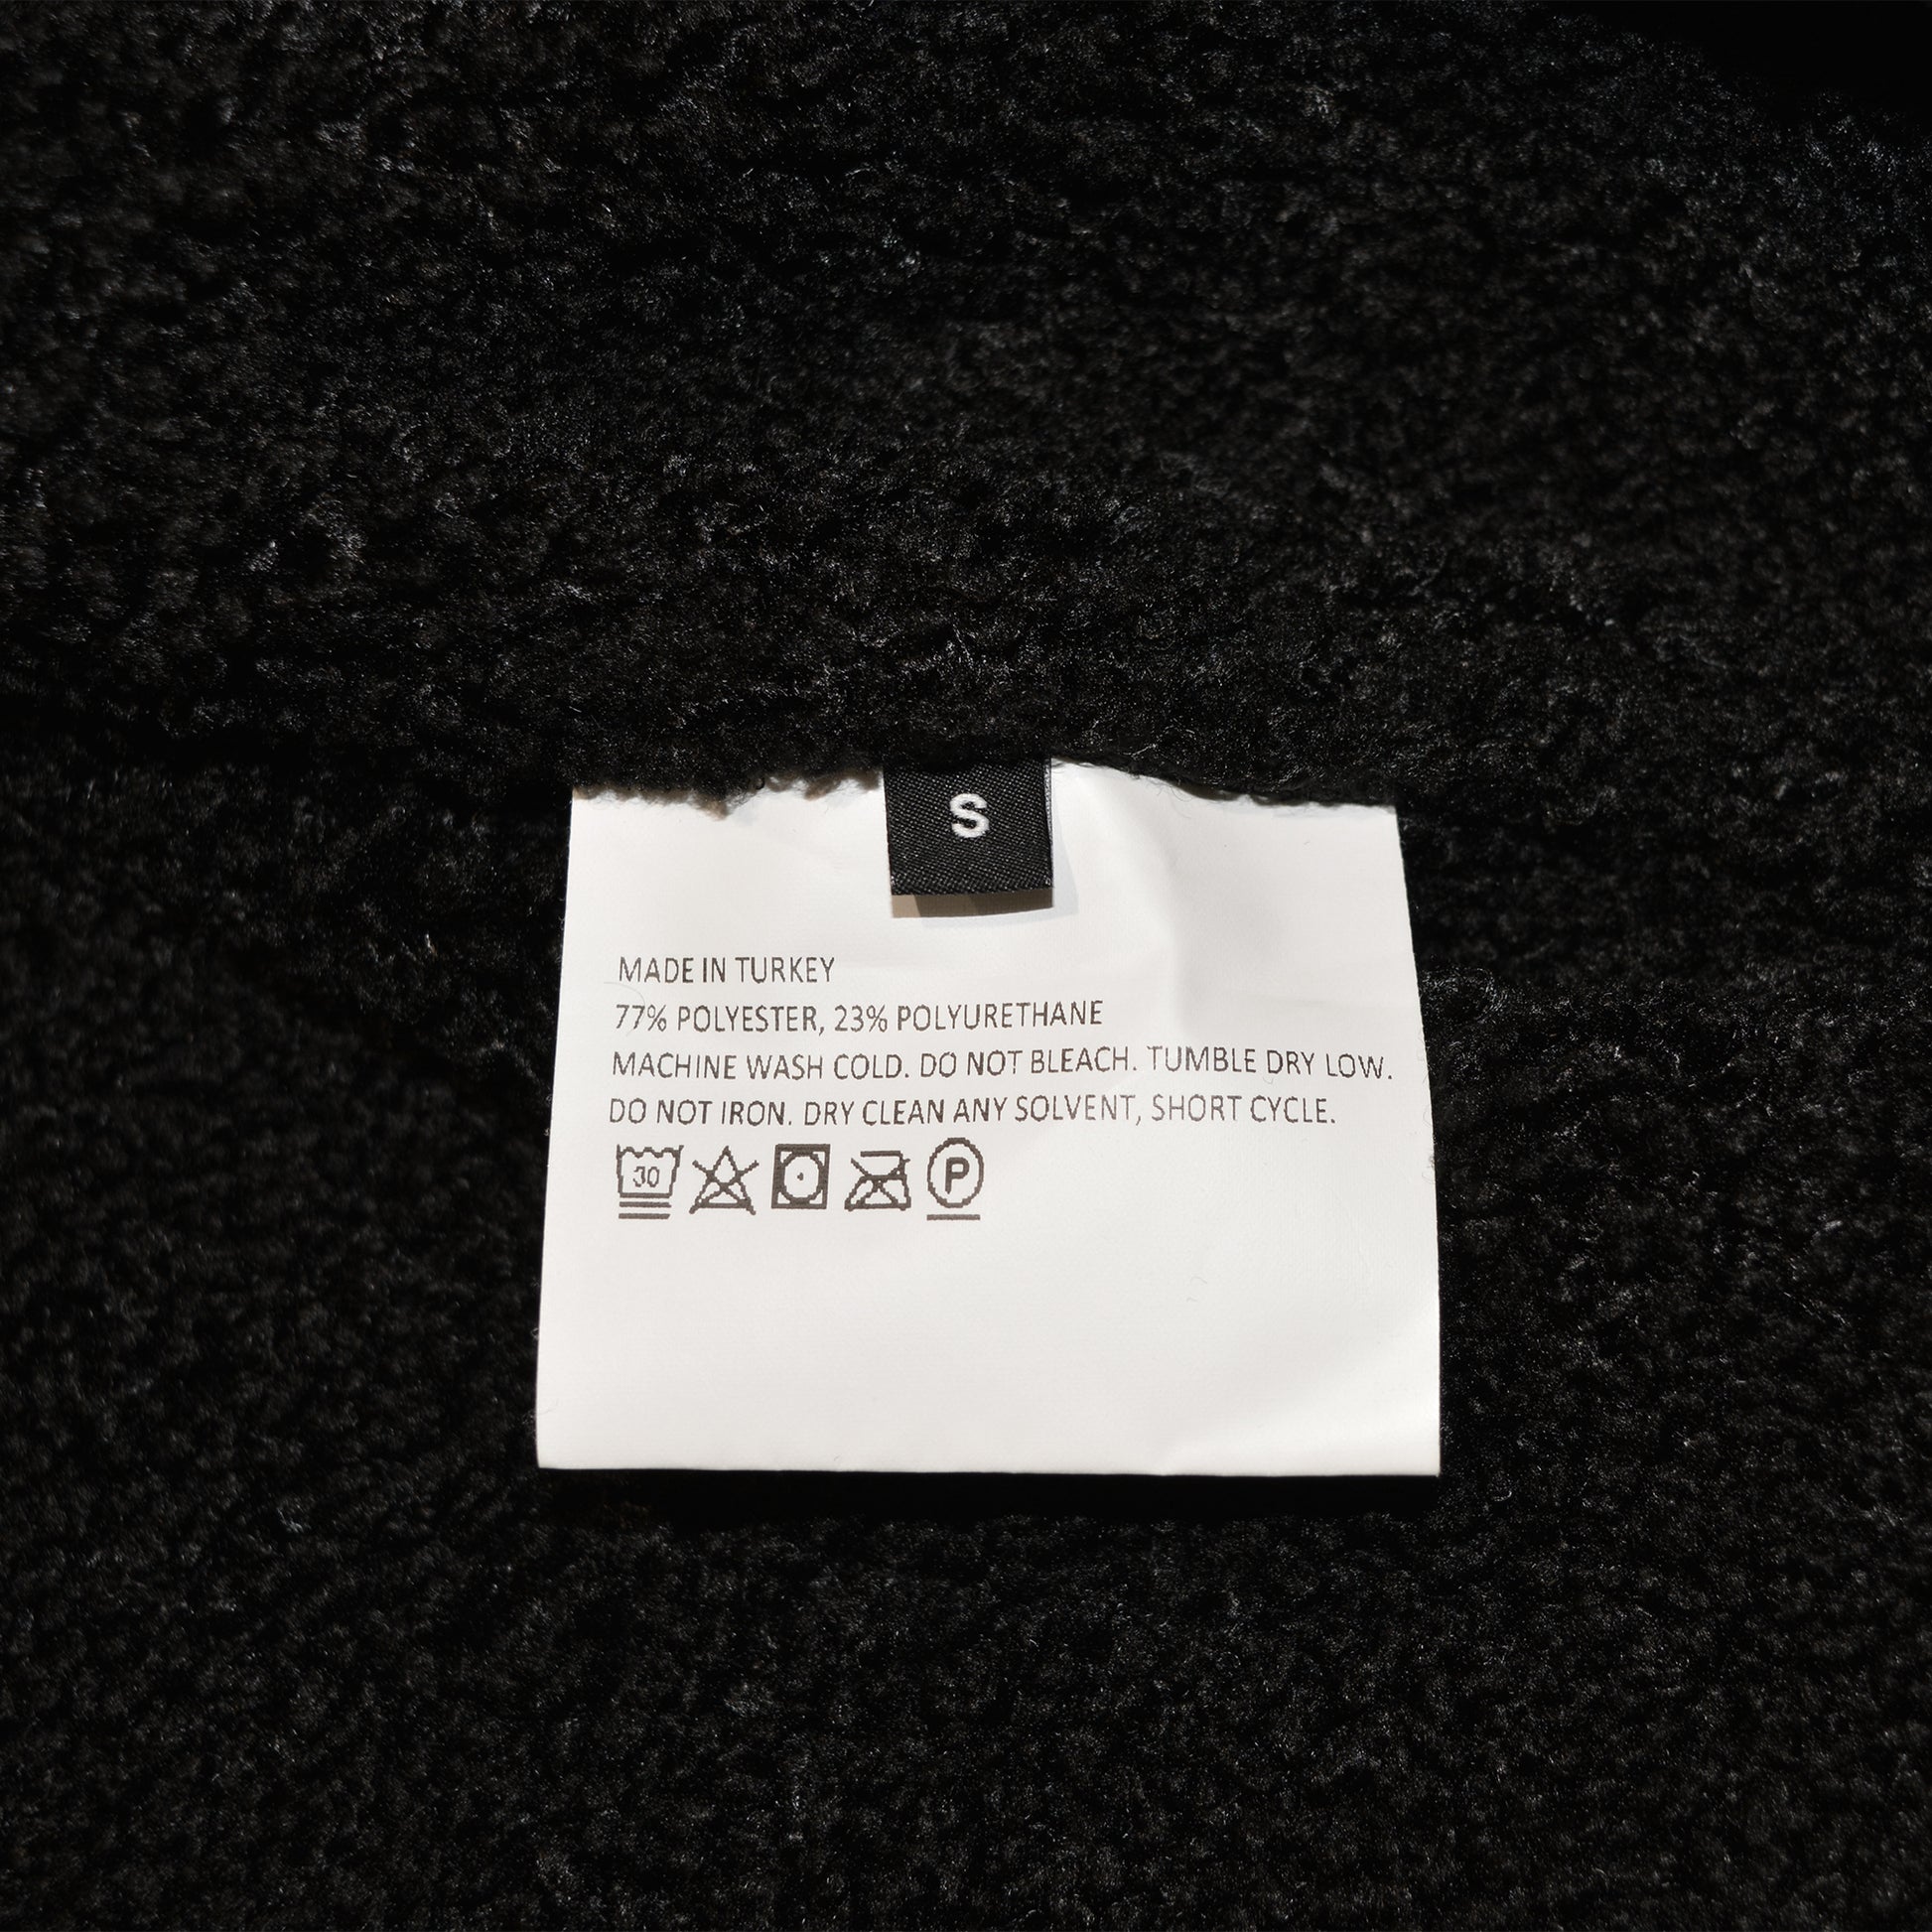 S
MADE IN TURKEY
77% POLYESTER, 23% POLYURETHANE
MACHINE WASH COLD. DO NOT BLEACH. TUMBLE DRY LOW.
DO NOT IRON. DRY CLEAN ANY SOLVENT, SHORT CYCLE.
30 P